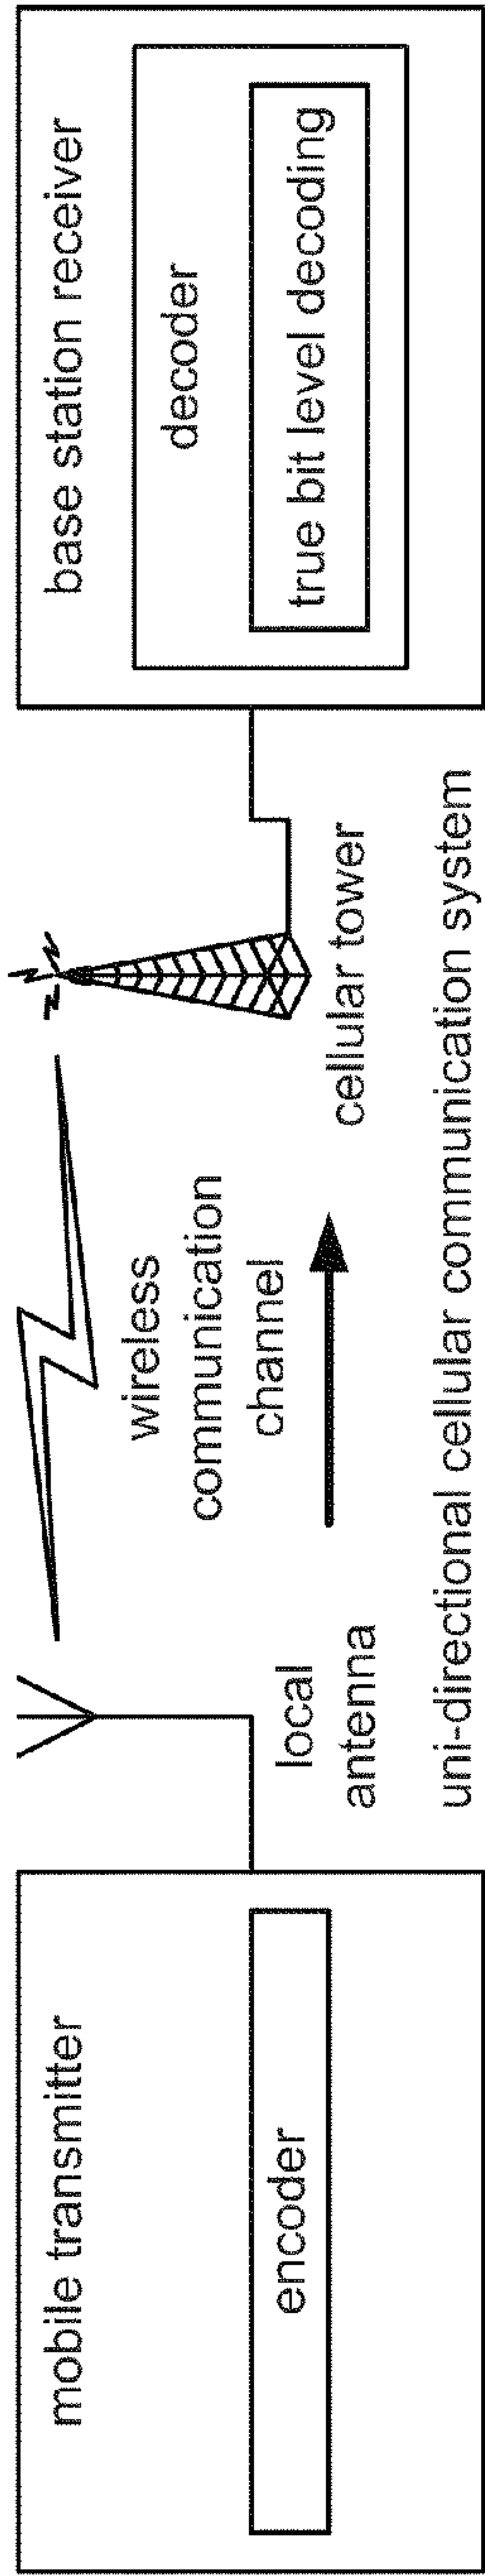 mobile transmitter
encoder
local
antenna
wireless
communication
channel
cellular tower
base station receiver
decoder
true bit level decoding
uni-directional cellular communication system